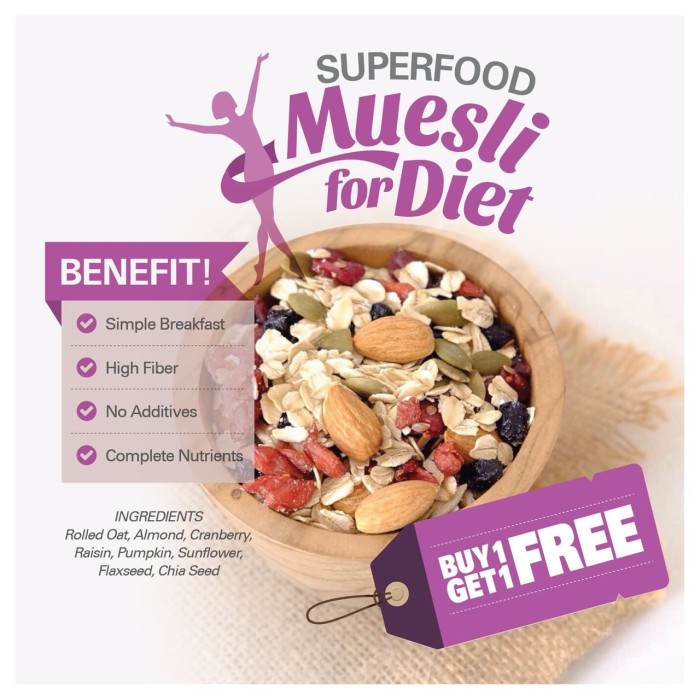 SUPERFOOD
Muesli
for Diet
BENEFIT!
Simple Breakfast
High Fiber
No Additives
Complete Nutrients
INGREDIENTS
Rolled Oat, Almond, Cranberry,
Raisin, Pumpkin, Sunflower,
Flaxseed, Chia Seed
BUY 1
GET 1
FREE